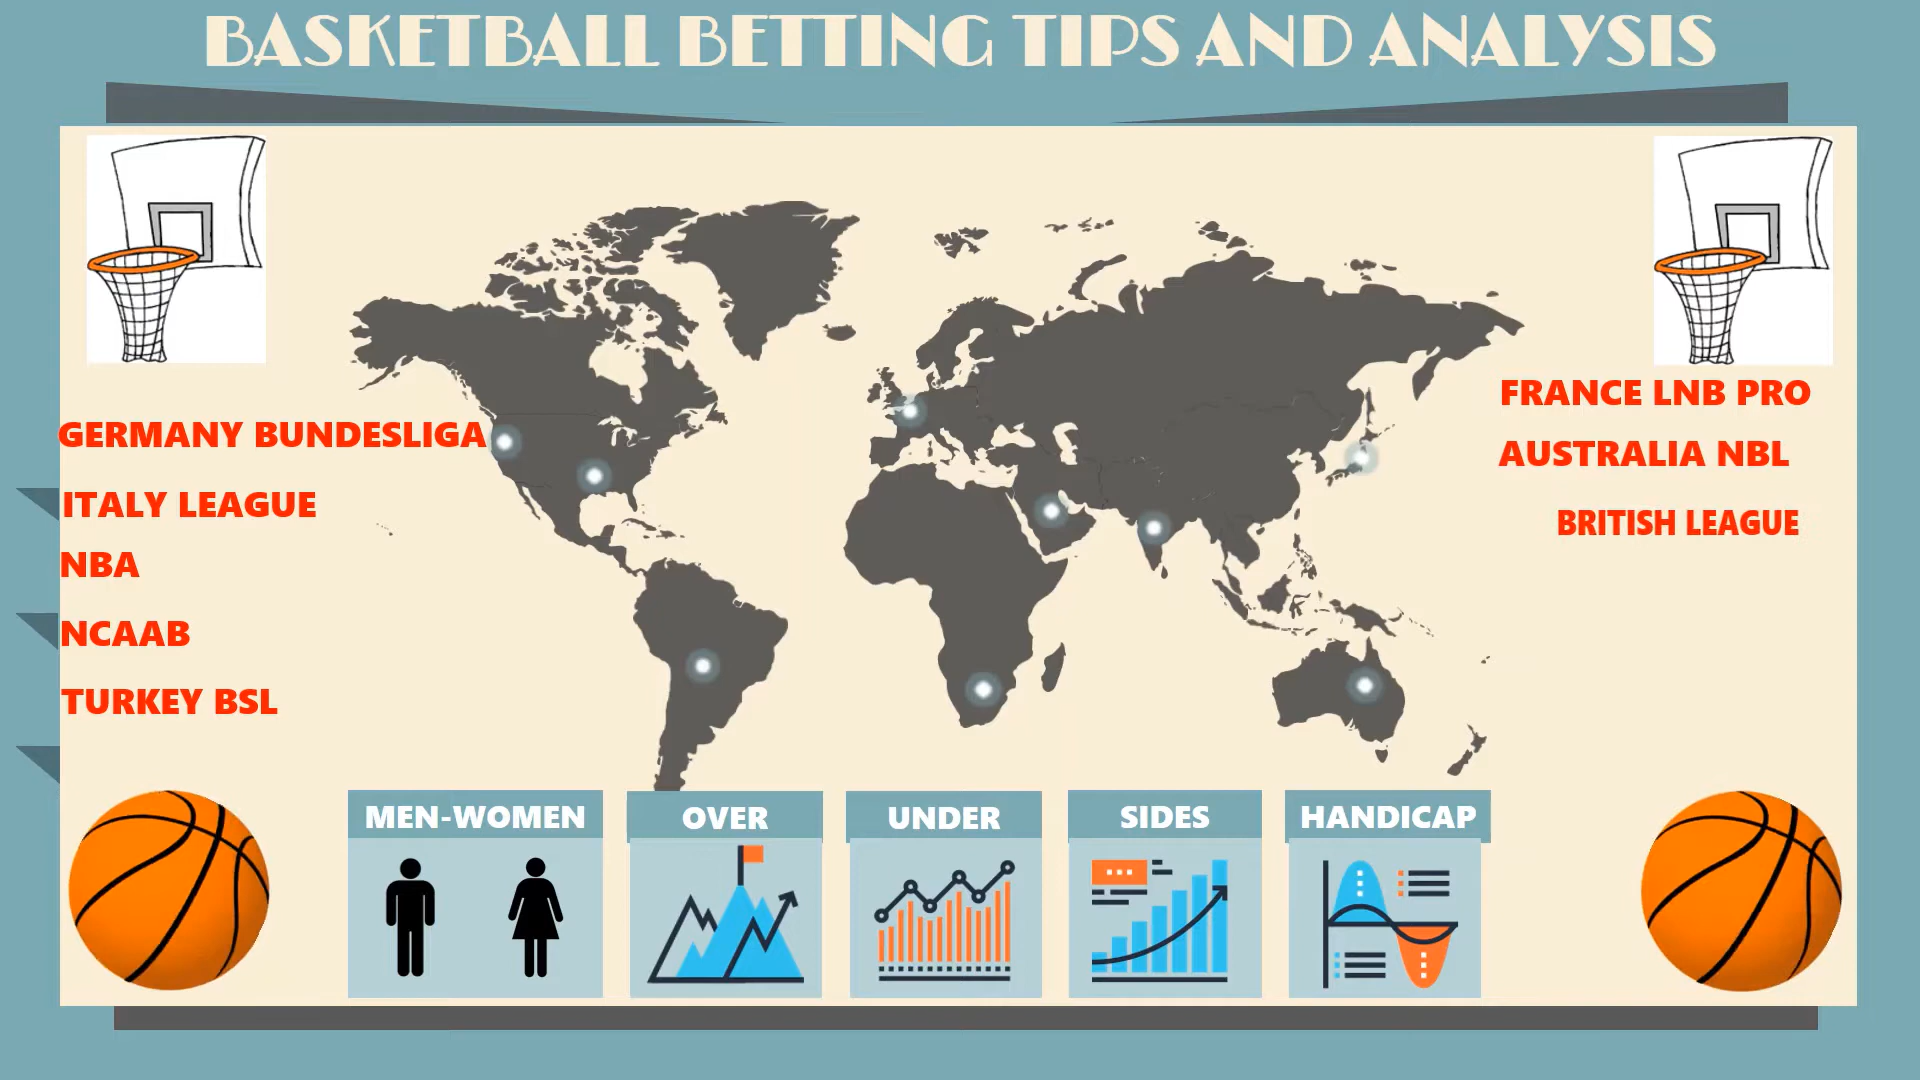 BASKETBALL BETTING TIPS AND ANALYSIS
GERMANY BUNDESLIGA
ITALY LEAGUE
NBA
NCAAB
TURKEY BSL
FRANCE LNB PRO
AUSTRALIA NBL
BRITISH LEAGUE
MEN-WOMEN
OVER
UNDER
SIDES
HANDICAP